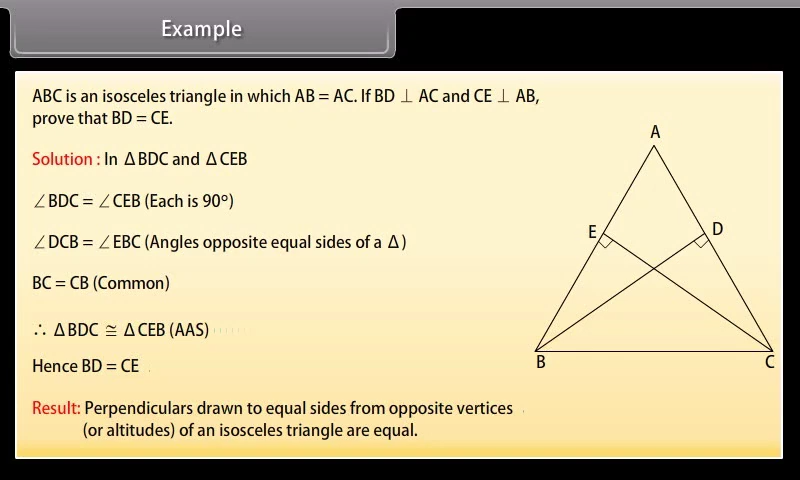 Example
ABC is an isosceles triangle in which AB = AC. If BD ⊥ AC and CE ⊥ AB,
prove that BD = CE.
Solution : In ΔBDC and ΔCEB
∠BDC = ∠CEB (Each is 90°)
∠DCB = ∠EBC (Angles opposite equal sides of a Δ)
BC = CB (Common)
∴ ΔBDC ≅ ΔCEB (AAS)
Hence BD = CE
Result: Perpendiculars drawn to equal sides from opposite vertices
(or altitudes) of an isosceles triangle are equal.
A
E
D
B
C